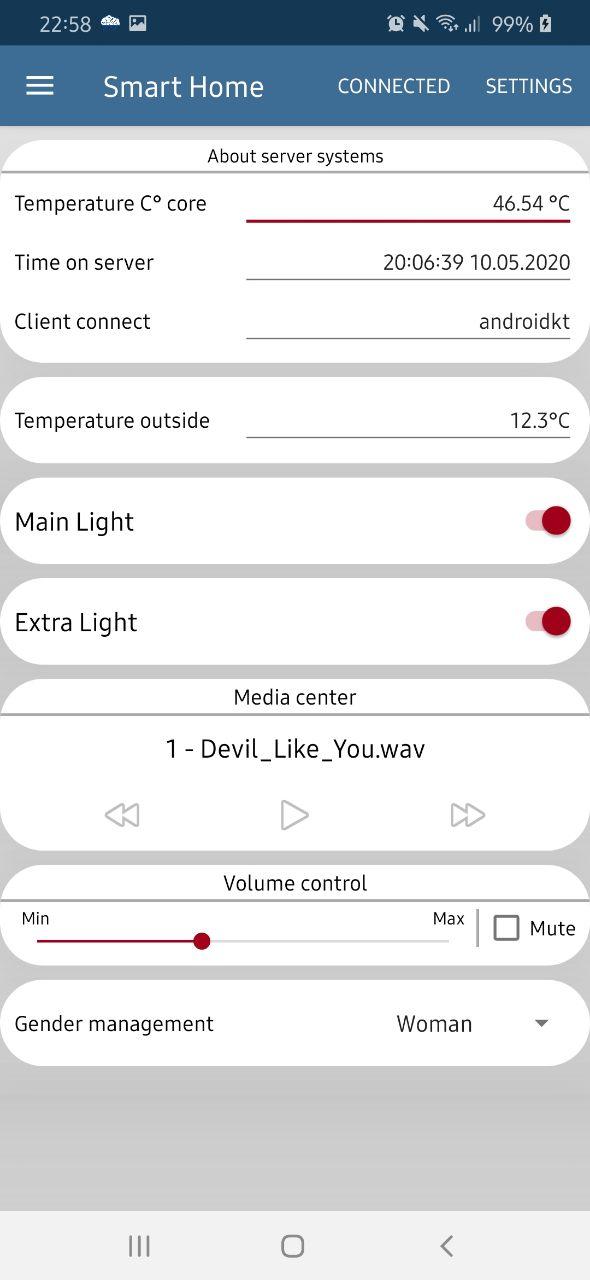 22:58 99%
Smart Home CONNECTED SETTINGS
About server systems
Temperature C° core 46.54 °C
Time on server 20:06:39 10.05.2020
Client connect androidkt
Temperature outside 12.3°C
Main Light
Extra Light
Media center
1 - Devil_Like_You.wav
Volume control
Min Max Mute
Gender management Woman